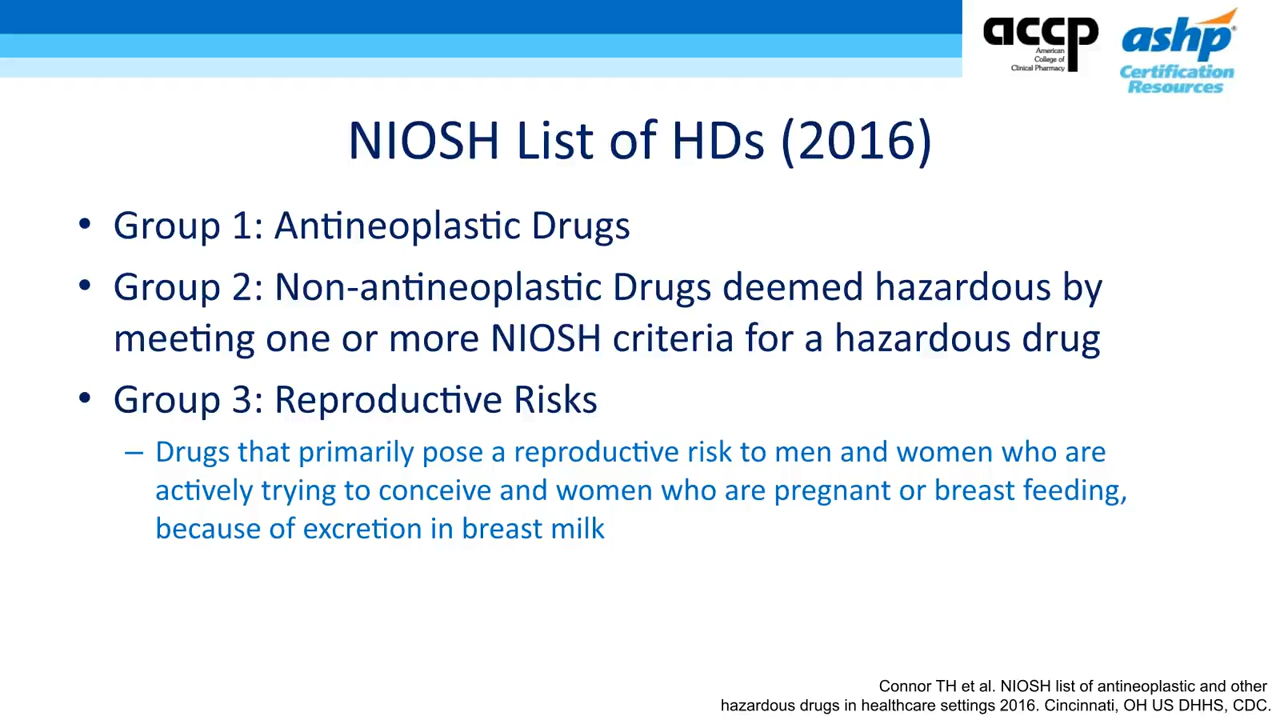 accp
American
College of
Clinical Pharmacy
ashp®
Certification
Resources
NIOSH List of HDs (2016)
• Group 1: Antineoplastic Drugs
• Group 2: Non-antineoplastic Drugs deemed hazardous by
meeting one or more NIOSH criteria for a hazardous drug
• Group 3: Reproductive Risks
– Drugs that primarily pose a reproductive risk to men and women who are
actively trying to conceive and women who are pregnant or breast feeding,
because of excretion in breast milk
Connor TH et al. NIOSH list of antineoplastic and other
hazardous drugs in healthcare settings 2016. Cincinnati, OH US DHHS, CDC.